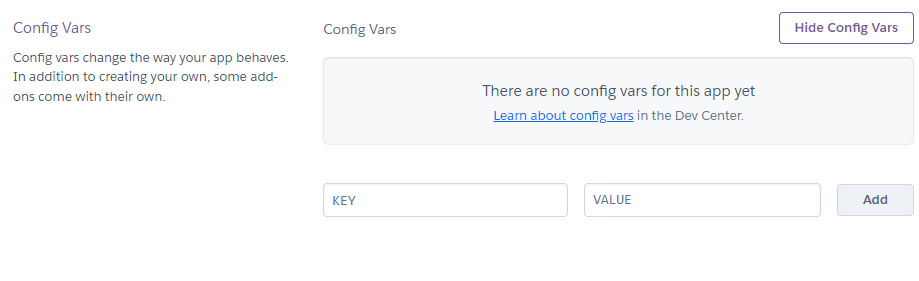 Config Vars
Config vars change the way your app behaves.
In addition to creating your own, some add-
ons come with their own.
Config Vars
Hide Config Vars
There are no config vars for this app yet
Learn about config vars in the Dev Center.
KEY
VALUE
Add